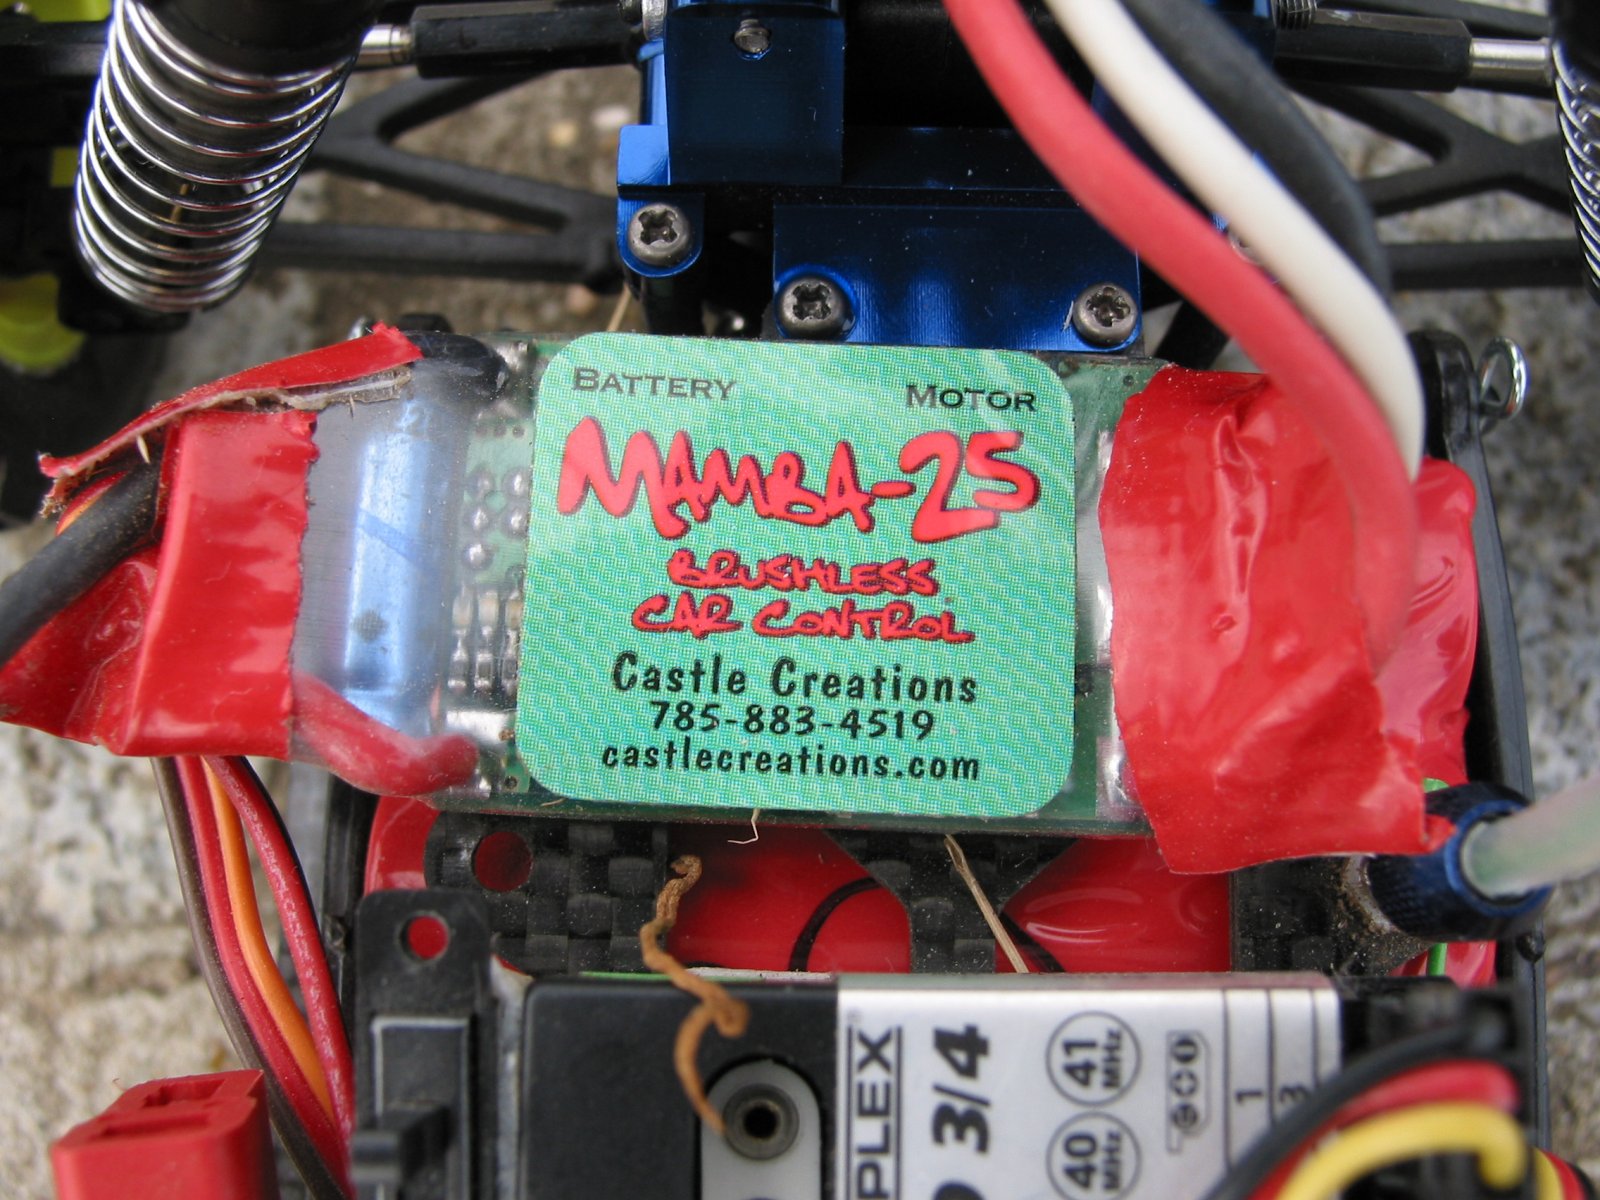 BATTERY MOTOR
MAMBA-25
BRUSHLESS
CAR CONTROL
Castle Creations
785-883-4519
castlecreations.com
PLEX
3/4
41 MHz
40 MHz
1
3